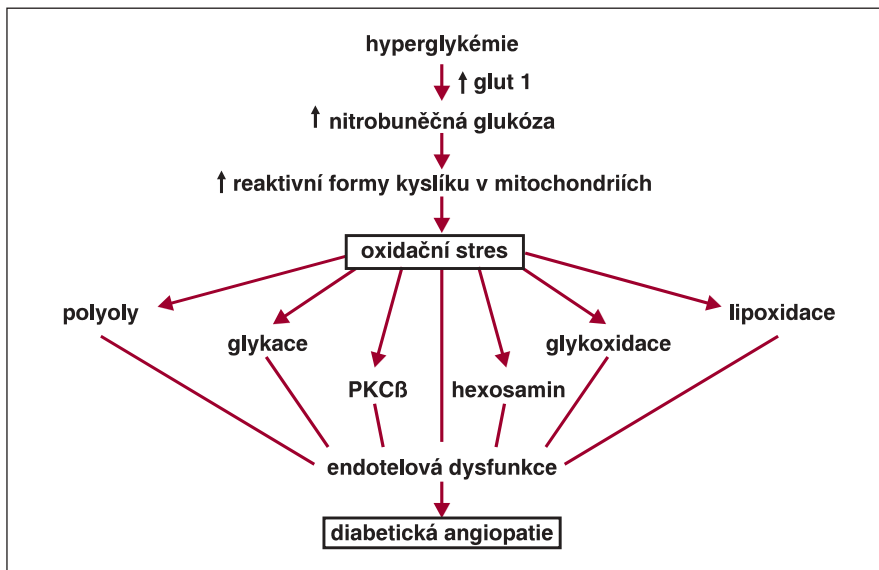 hyperglykémie
↑ glut 1
↑ nitrobuněčná glukóza
↑ reaktivní formy kyslíku v mitochondriích
oxidační stres
polyoly
lipoxidace
glykace
glykoxidace
PKCß
hexosamin
endotelová dysfunkce
diabetická angiopatie